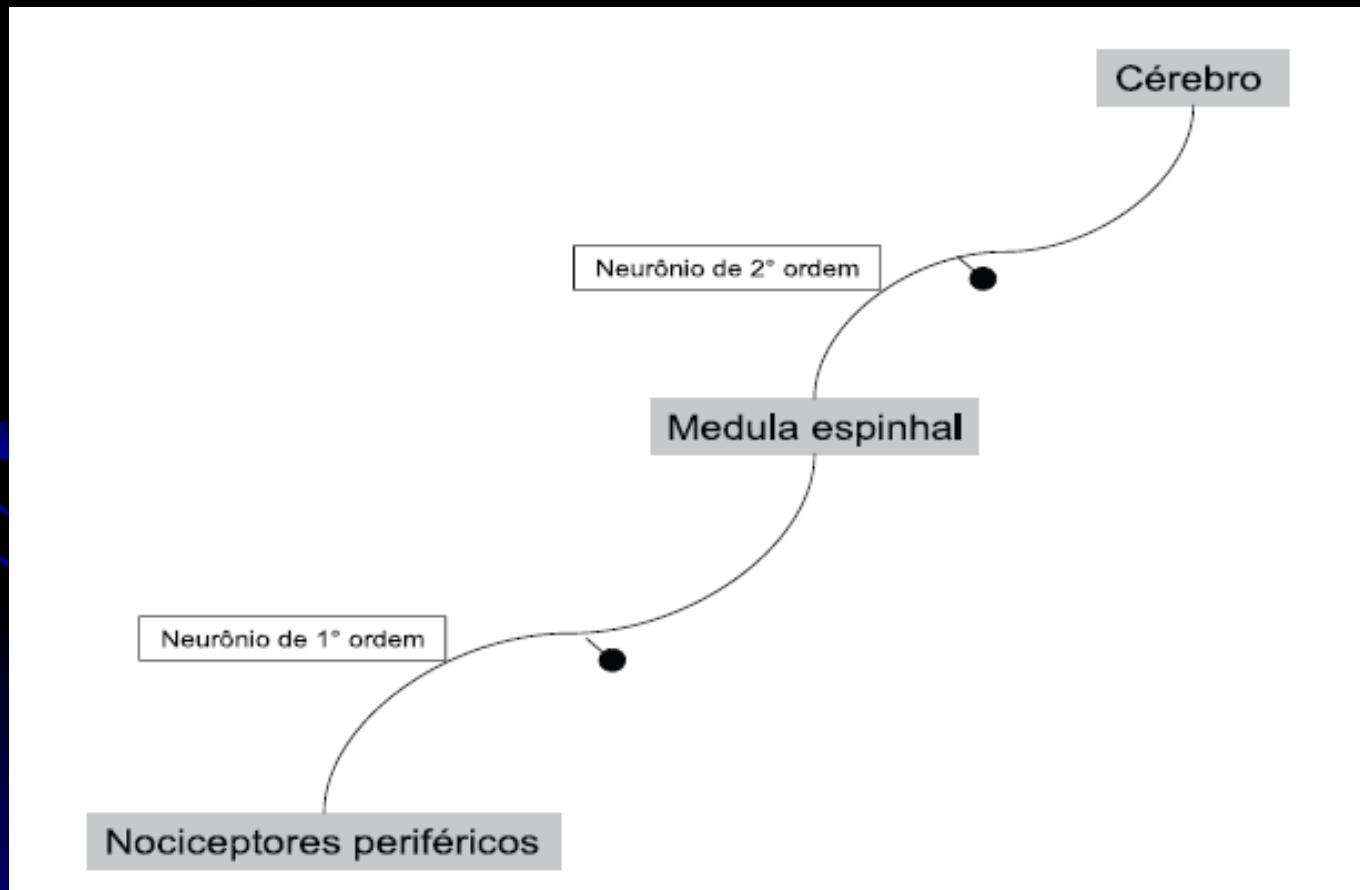 Cérebro
Neurônio de 2° ordem
Medula espinhal
Neurônio de 1° ordem
Nociceptores periféricos